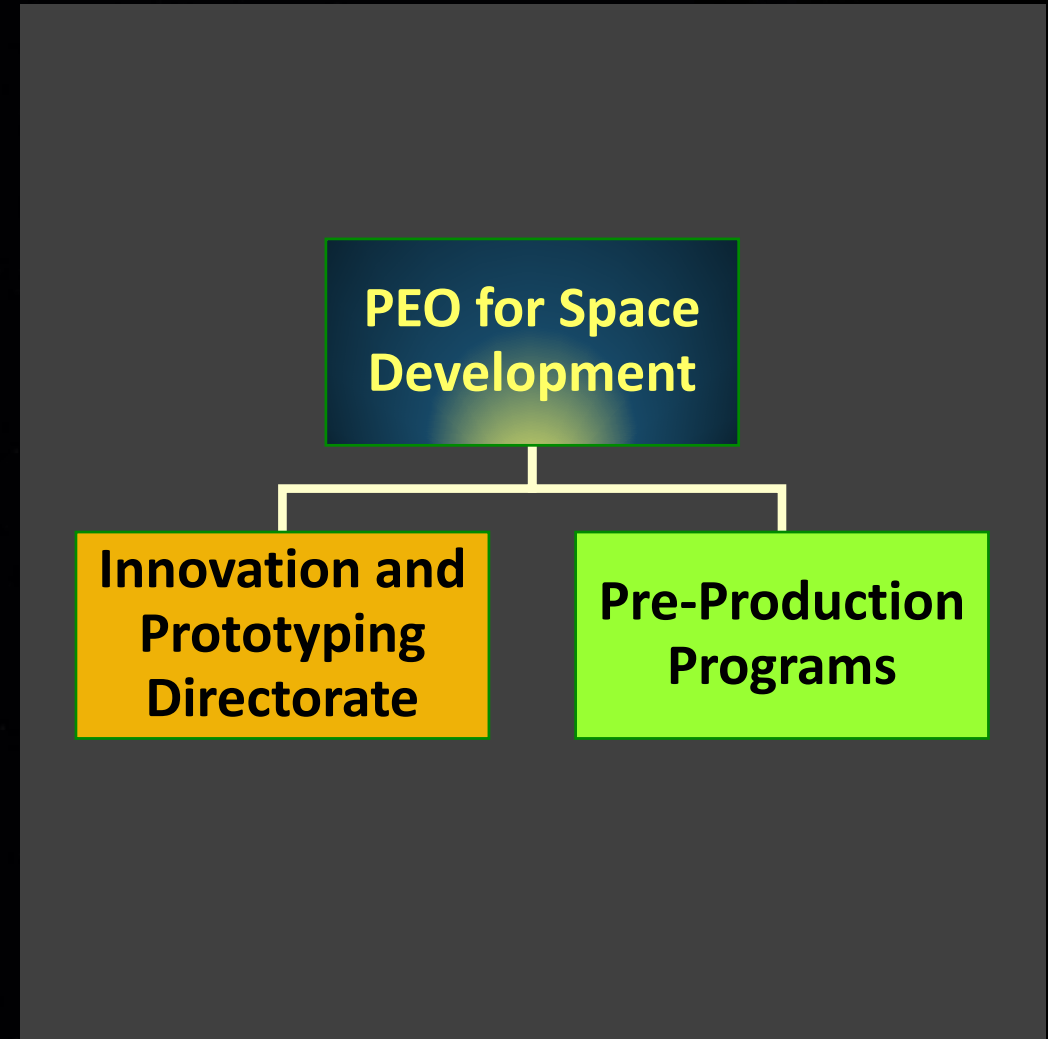 PEO for Space
Development
Innovation and
Prototyping
Directorate
Pre-Production
Programs